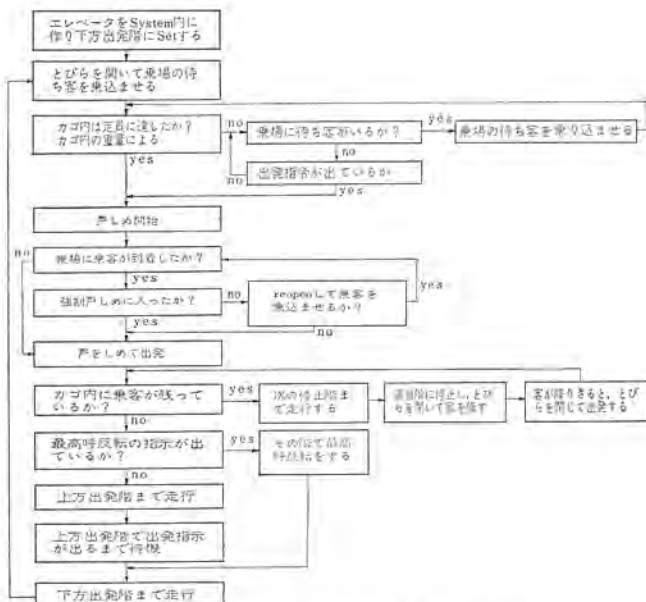 エレベータをSystem内に
作り下方出発階にSetする
とびらを開いて乗場の待
ち客を乗込ませる
カゴ内は定員に達したか?
カゴ内の重量による
no
乗場に待ち客がいるか?
yes
乗場の待ち客を乗り込ませる
yes
no
no
出発指令が出ているか
yes
戸しめ開始
no
乗場に乗客が到着したか?
yes
yes
強制戸しめに入ったか?
no
reopenして乗客を
乗込ませるか?
yes
no
戸をしめて出発
カゴ内に乗客が残って
いるか?
yes
次の停止階ま
で走行する
階に停止し,とび
らを開いて客を降す
客が降りきると,とび
らを閉じて出発する
no
最高呼反転の指示が出
ているか?
yes
その階で最高
呼反転をする
no
上方出発階まで走行
上方出発階で出発指示
が出るまで待機
下方出発階まで走行